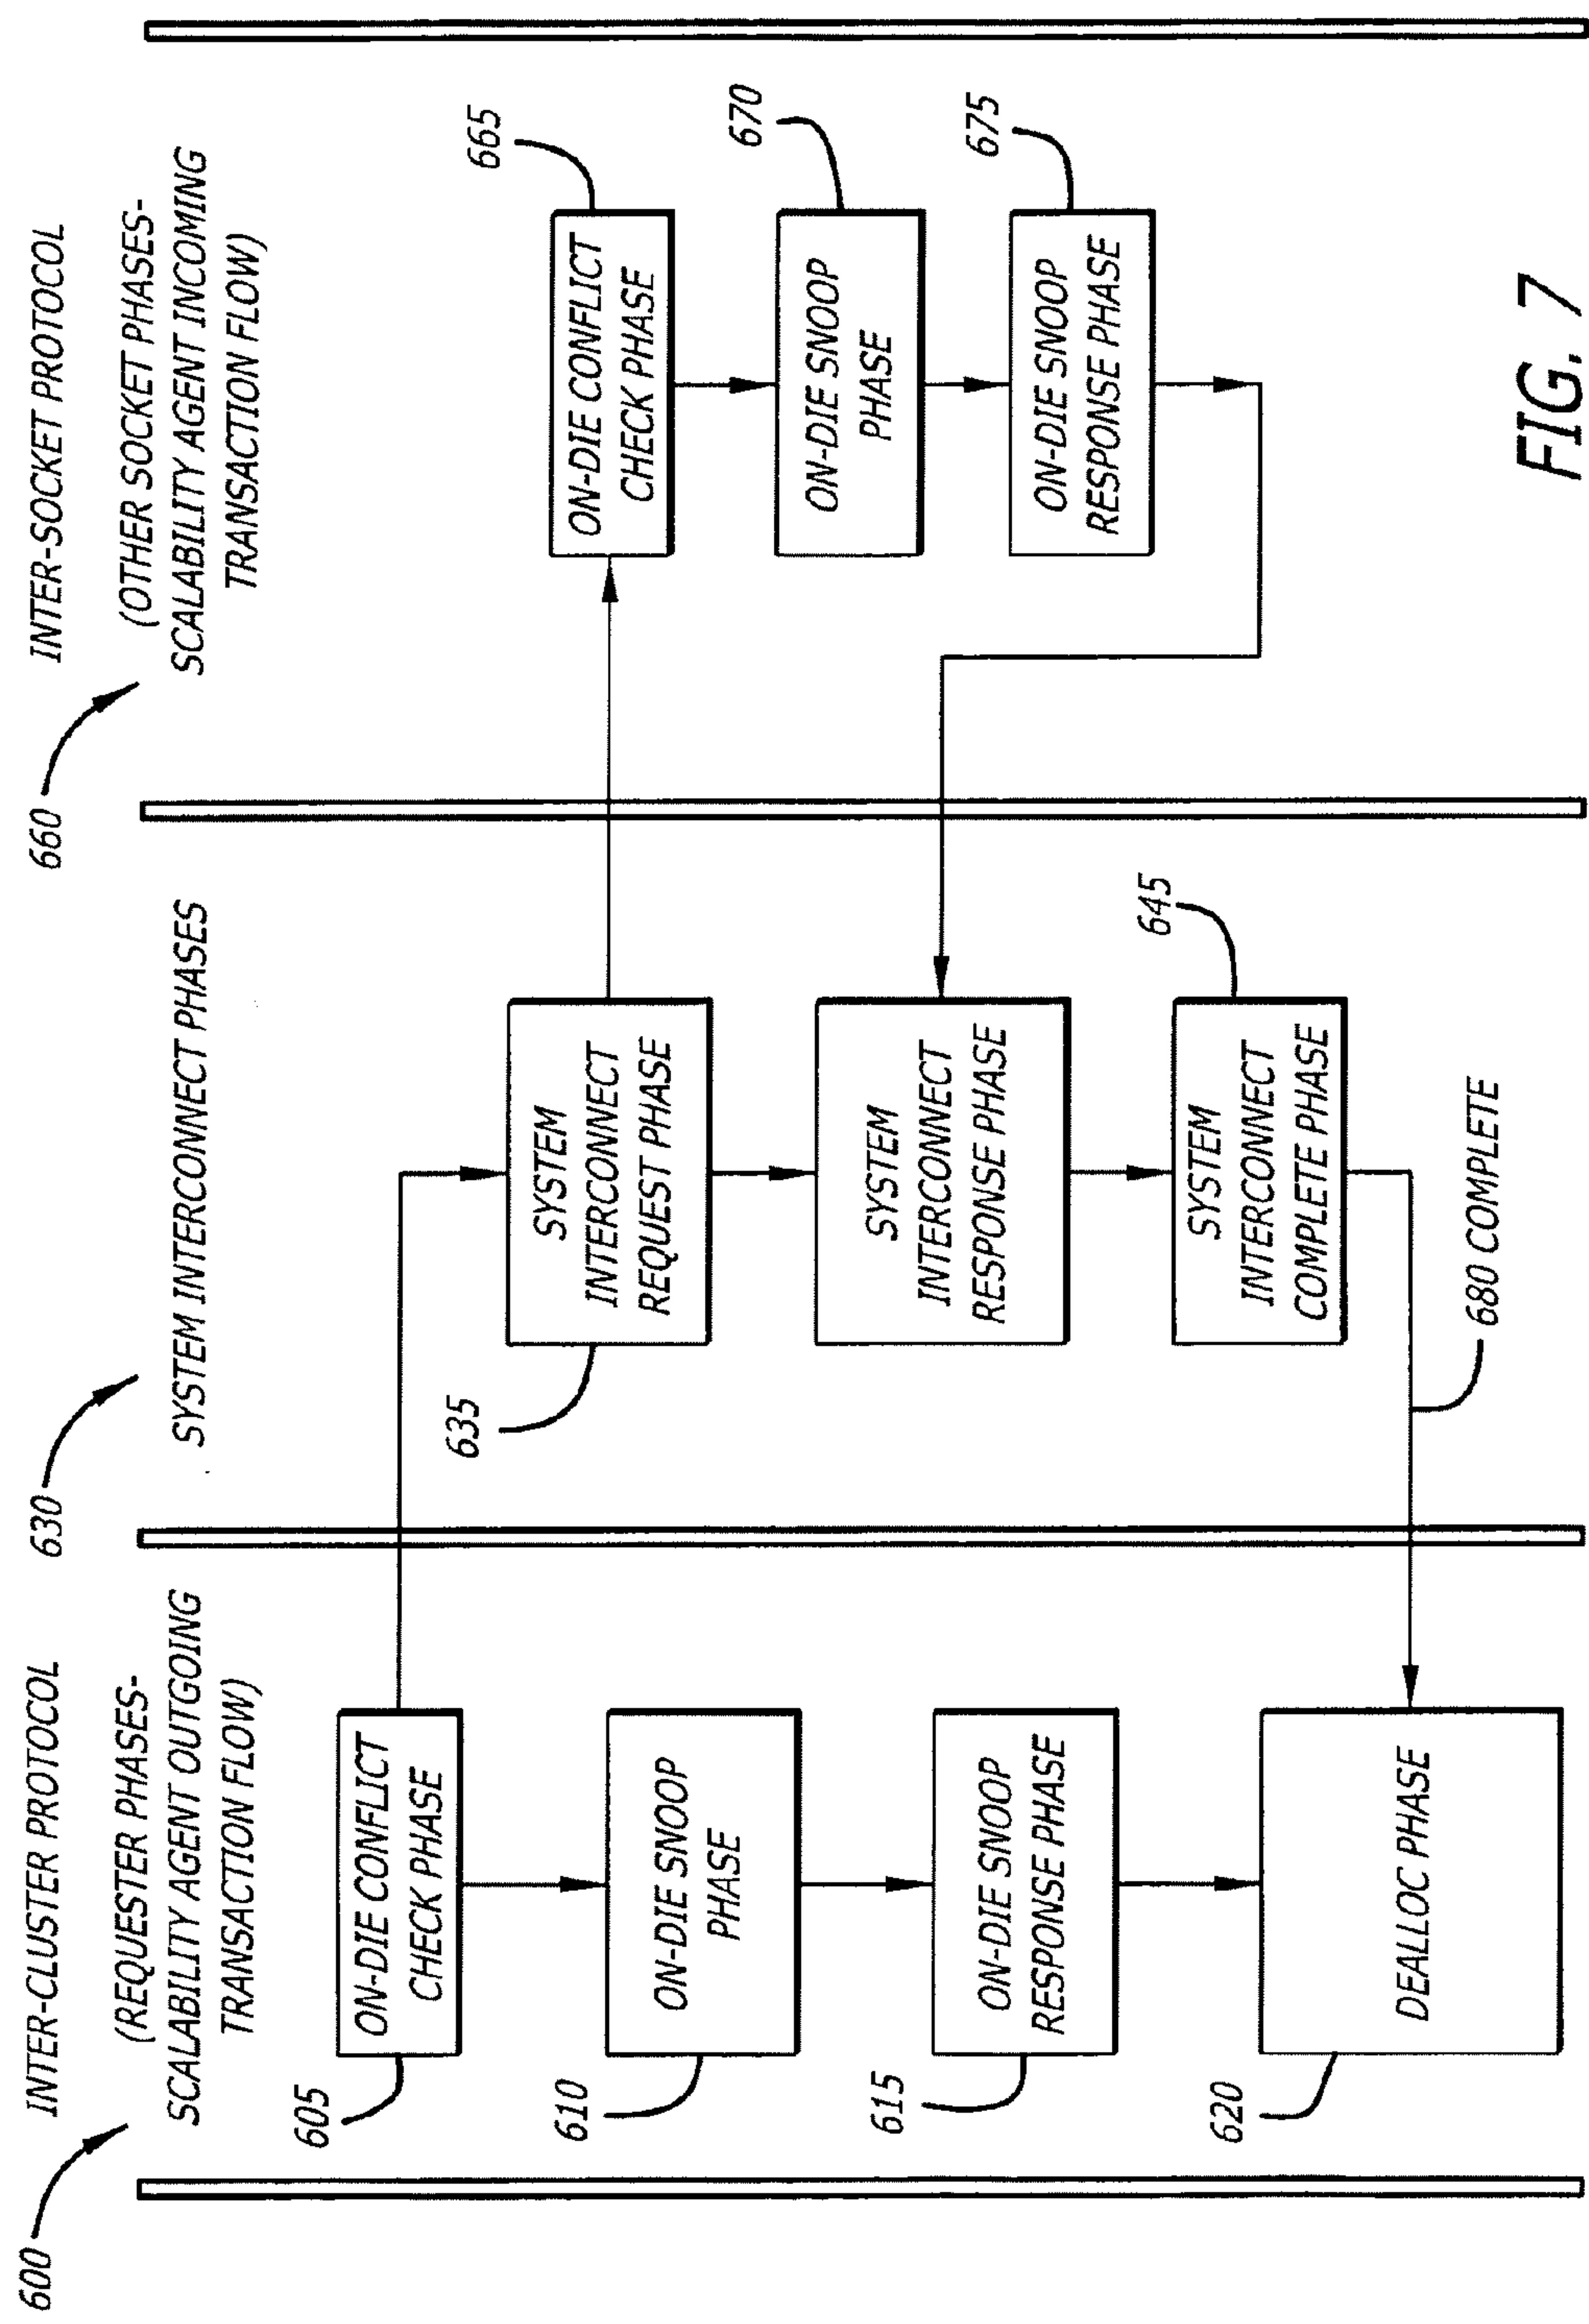 600
INTER-CLUSTER PROTOCOL
(REQUESTER PHASES-
SCALABILITY AGENT OUTGOING
TRANSACTION FLOW)
605
ON-DIE CONFLICT
CHECK PHASE
610
ON-DIE SNOOP
PHASE
615
ON-DIE SNOOP
RESPONSE PHASE
620
DEALLOC PHASE
630
SYSTEM INTERCONNECT PHASES
635
SYSTEM
INTERCONNECT
REQUEST PHASE
SYSTEM
INTERCONNECT
RESPONSE PHASE
645
SYSTEM
INTERCONNECT
COMPLETE PHASE
680 COMPLETE
660
INTER-SOCKET PROTOCOL
(OTHER SOCKET PHASES-
SCALABILITY AGENT INCOMING
TRANSACTION FLOW)
665
ON-DIE CONFLICT
CHECK PHASE
670
ON-DIE SNOOP
PHASE
675
ON-DIE SNOOP
RESPONSE PHASE
FIG. 7